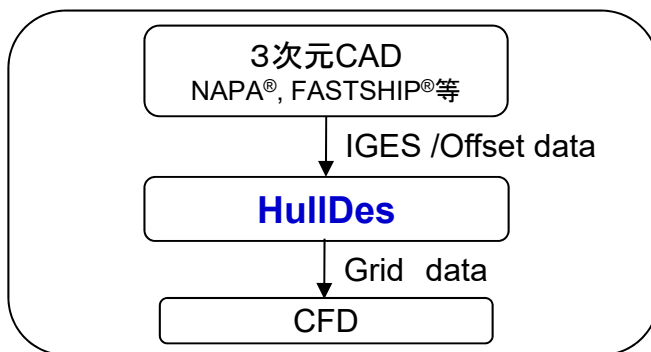 ３次元CAD
NAPA®, FASTSHIP®等
IGES /Offset data
HullDes
Grid data
CFD